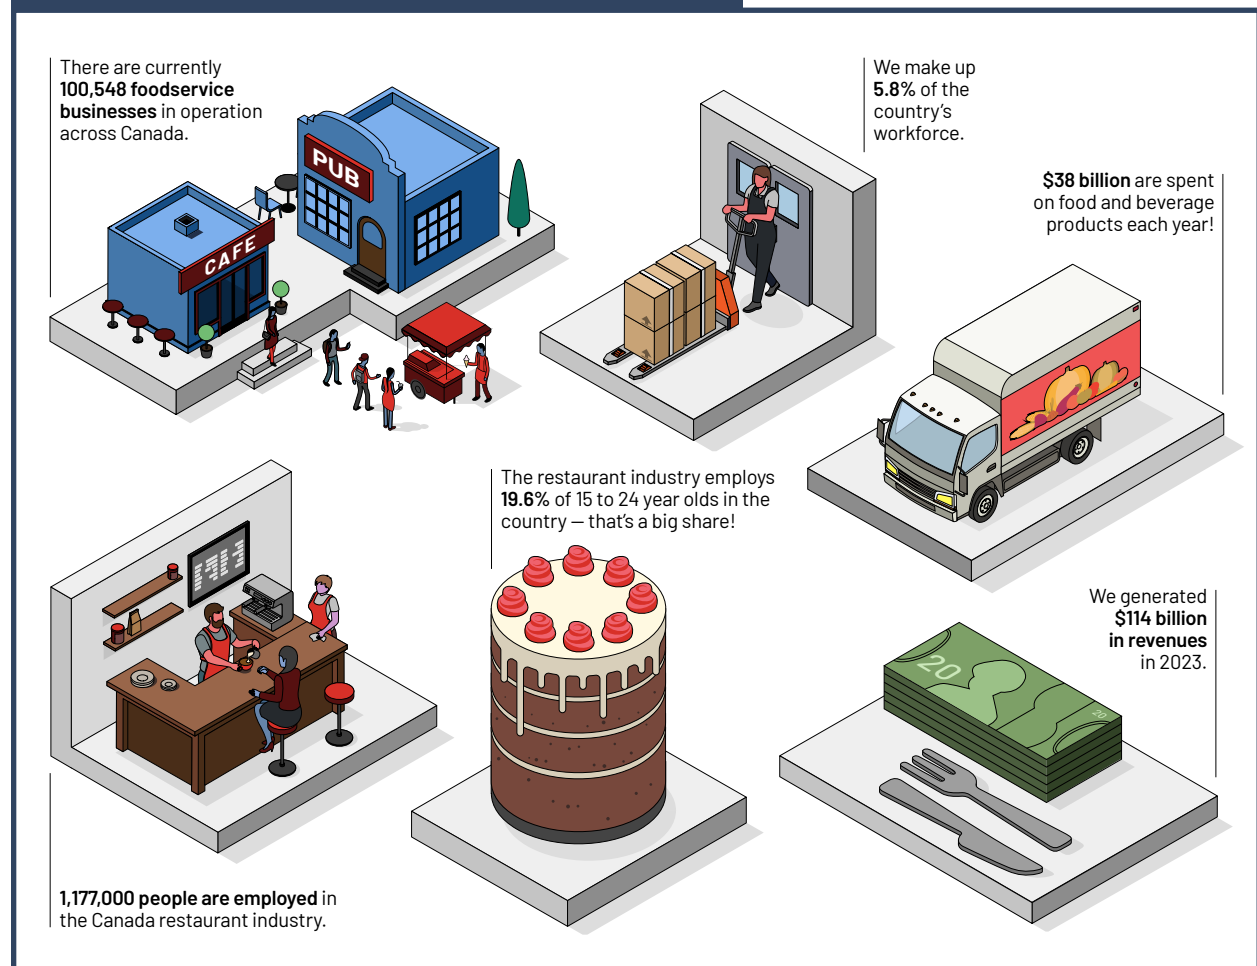 There are currently
100,548 foodservice
businesses in operation
across Canada.
PUB
CAFE
We make up
5.8% of the
country's
workforce.
$38 billion are spent
on food and beverage
products each year!
The restaurant industry employs
19.6% of 15 to 24 year olds in the
country — that's a big share!
We generated
$114 billion
in revenues
in 2023.
20
20
1,177,000 people are employed in
the Canada restaurant industry.